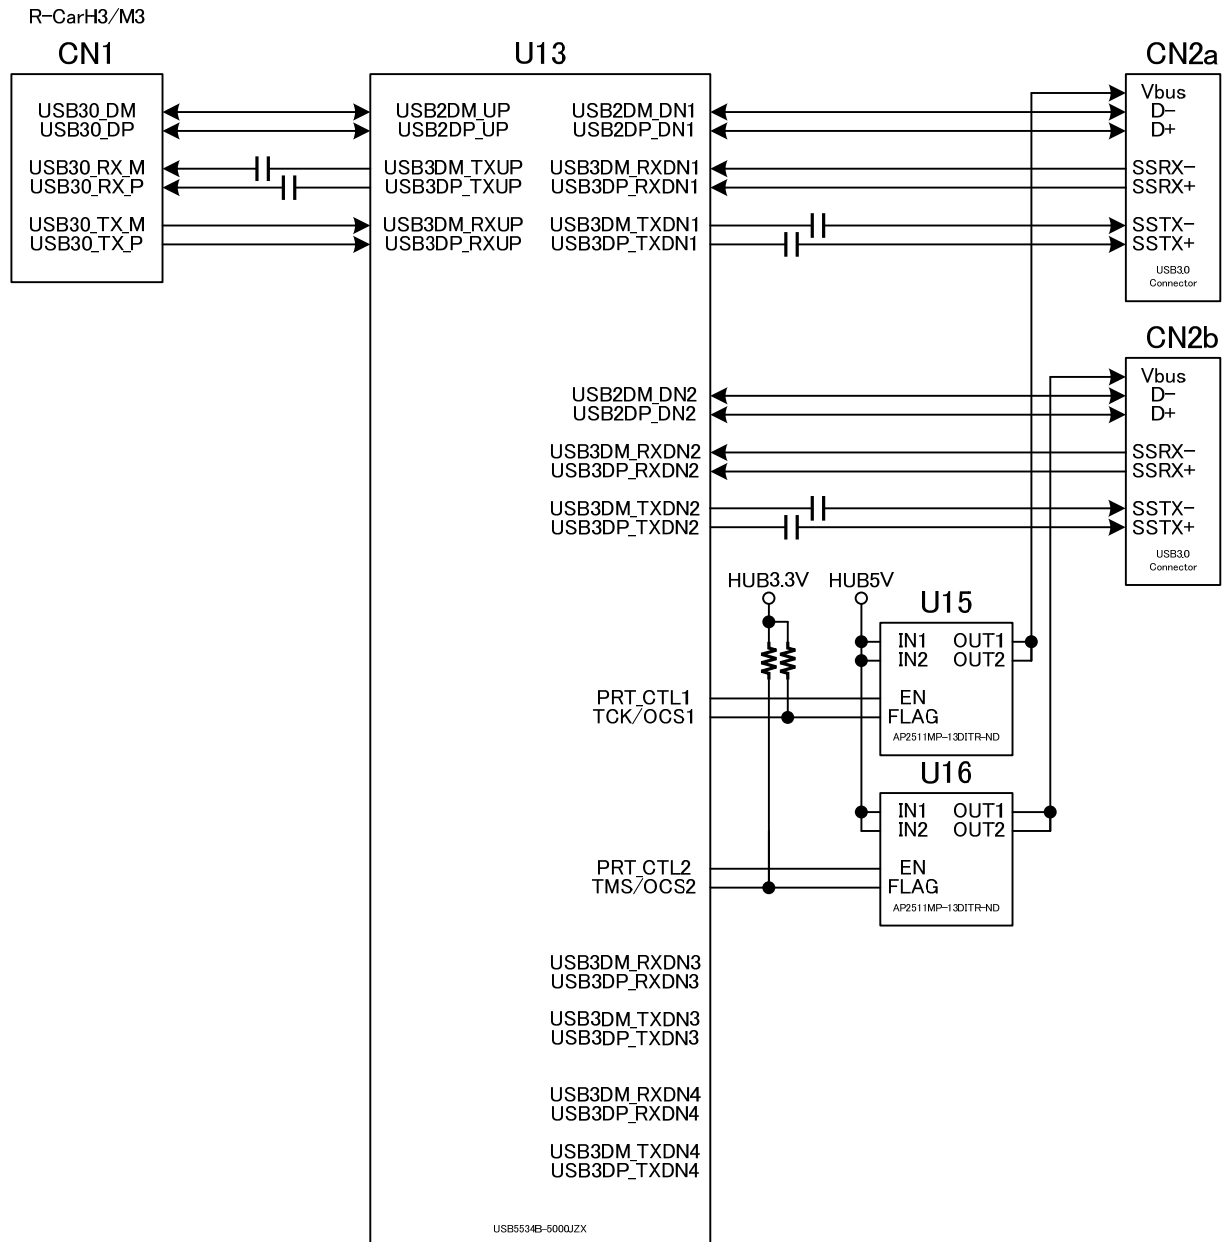 R-CarH3/M3
CN1
USB30_DM
USB30_DP
USB30_RX_M
USB30_RX_P
USB30_TX_M
USB30_TX_P
U13
USB2DM_UP
USB2DP_UP
USB3DM_TXUP
USB3DP_TXUP
USB3DM_RXUP
USB3DP_RXUP
USB2DM_DN1
USB2DP_DN1
USB3DM_RXDN1
USB3DP_RXDN1
USB3DM_TXDN1
USB3DP_TXDN1
USB2DM_DN2
USB2DP_DN2
USB3DM_RXDN2
USB3DP_RXDN2
USB3DM_TXDN2
USB3DP_TXDN2
PRT_CTL1
TCK/OCS1
PRT_CTL2
TMS/OCS2
USB3DM_RXDN3
USB3DP_RXDN3
USB3DM_TXDN3
USB3DP_TXDN3
USB3DM_RXDN4
USB3DP_RXDN4
USB3DM_TXDN4
USB3DP_TXDN4
USB5534B-5000JZX
CN2a
Vbus
D-
D+
SSRX-
SSRX+
SSTX-
SSTX+
USB3.0
Connector
CN2b
Vbus
D-
D+
SSRX-
SSRX+
SSTX-
SSTX+
USB3.0
Connector
HUB3.3V
HUB5V
U15
IN1 OUT1
IN2 OUT2
EN
FLAG
AP2511MP-13DITR-ND
U16
IN1 OUT1
IN2 OUT2
EN
FLAG
AP2511MP-13DITR-ND